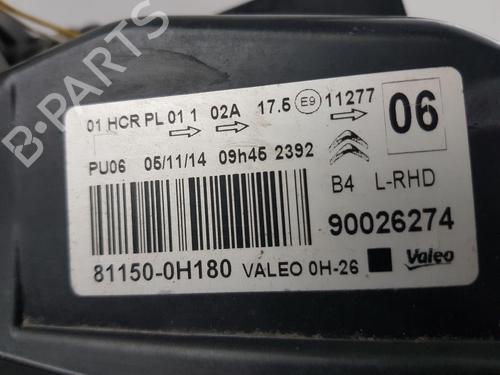 01 HCR PL 01 1 02A 17.5 E9 11277 06
PU06 05/11/14 09h45 2392
B4 L-RHD
90026274
81150-0H180 VALEO 0H-26 Valeo
B-PARTS